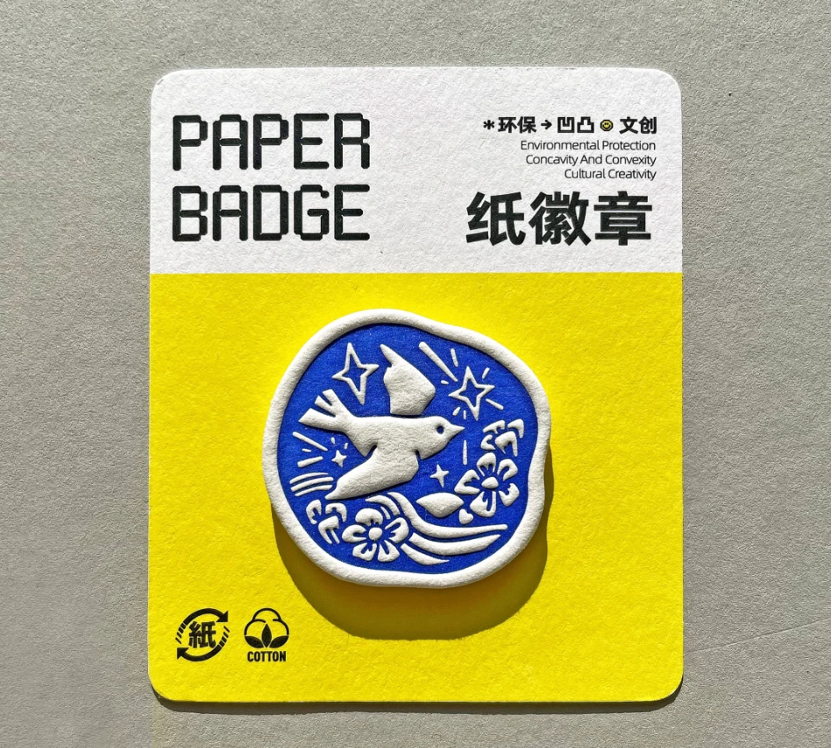 PAPER
BADGE
*环保→凹凸 文创
Environmental Protection
Concavity And Convexity
Cultural Creativity
纸徽章
紙
COTTON